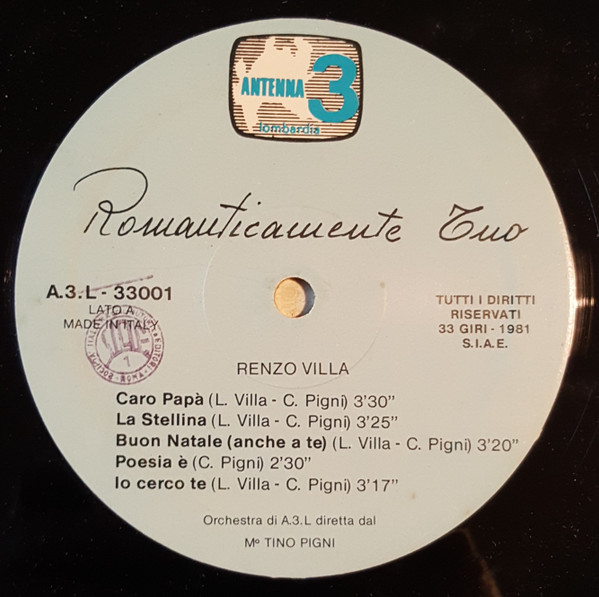 ANTENNA 3
lombardia
Romanticamente Tuo
A.3.L - 33001
LATO A
MADE IN ITALY
TUTTI I DIRITTI
RISERVATI
33 GIRI - 1981
S.I.A.E.
RENZO VILLA
Caro Papà (L. Villa - C. Pigni) 3'30"
La Stellina (L. Villa - C. Pigni) 3'25"
Buon Natale (anche a te) (L. Villa - C. Pigni) 3'20"
Poesia è (C. Pigni) 2'30"
Io cerco te (L. Villa - C. Pigni) 3'17"
Orchestra di A.3.L diretta dal
Mº TINO PIGNI